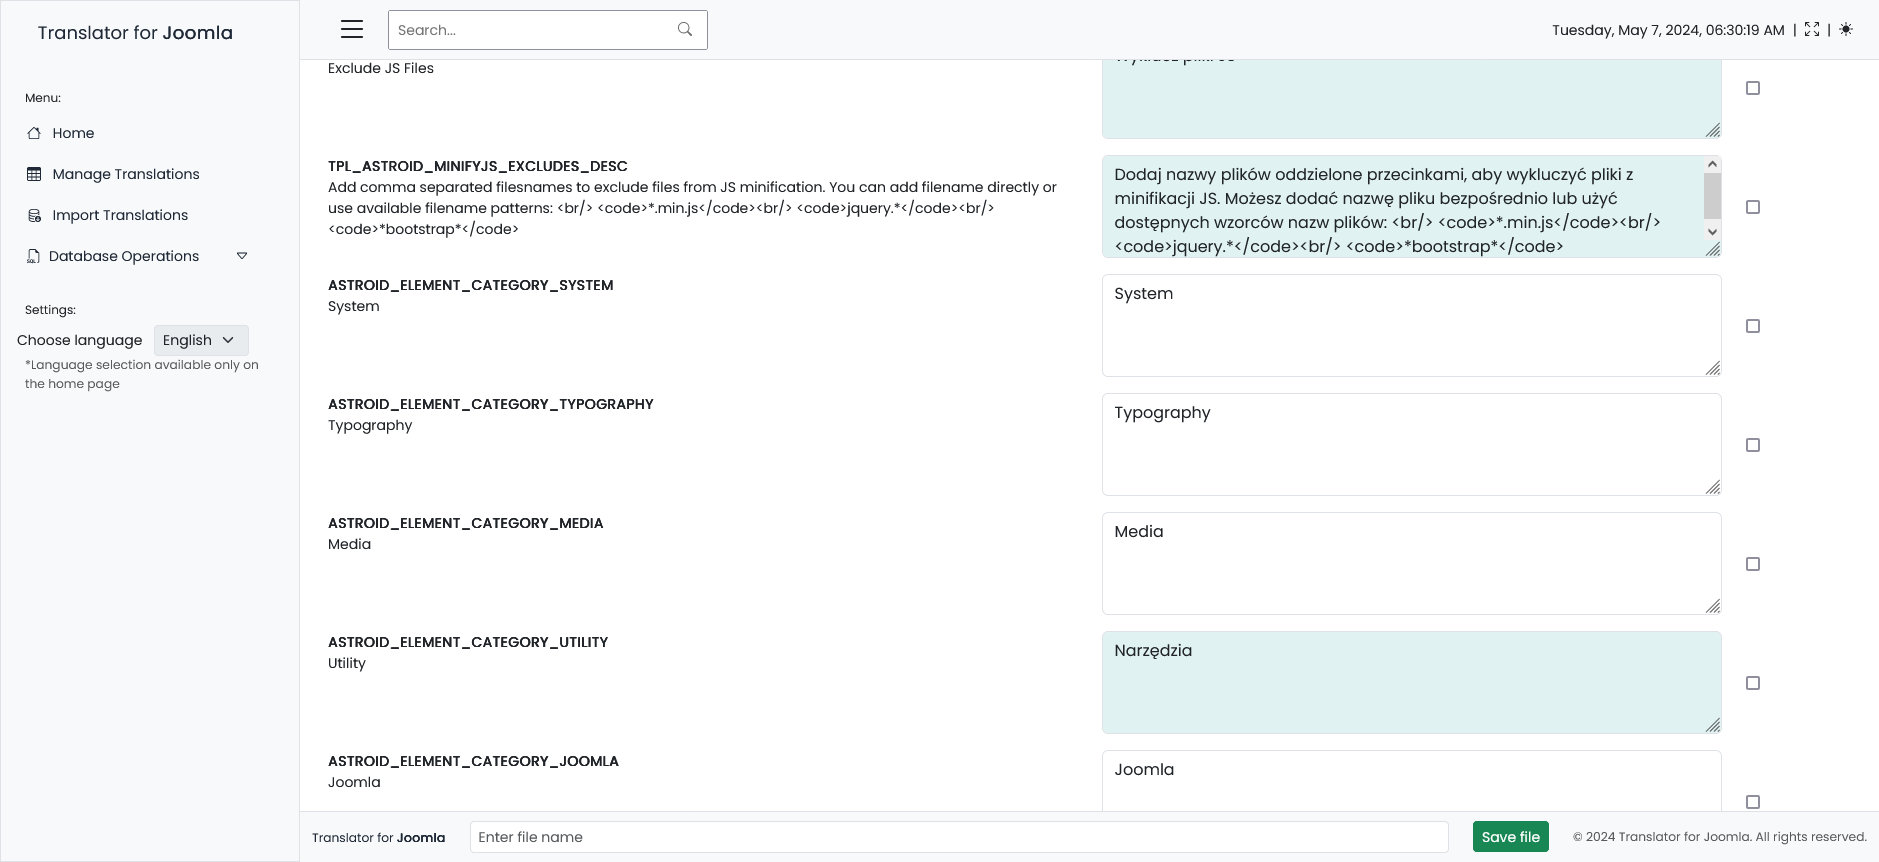 Translator for Joomla
Search...
Tuesday, May 7, 2024, 06:30:19 AM | |
Menu:
Home
Manage Translations
Import Translations
Database Operations
Settings:
Choose language English
*Language selection available only on
the home page
Exclude JS Files
Wyklucz pliki JS
TPL_ASTROID_MINIFYJS_EXCLUDES_DESC
Add comma separated filesnames to exclude files from JS minification. You can add filename directly or
use available filename patterns: <br/> <code>*.min.js</code><br/> <code>jquery.*</code><br/>
<code>*bootstrap*</code>
Dodaj nazwy plików oddzielone przecinkami, aby wykluczyć pliki z
minifikacji JS. Możesz dodać nazwę pliku bezpośrednio lub użyć
dostępnych wzorców nazw plików: <br/> <code>*.min.js</code><br/>
<code>jquery.*</code><br/> <code>*bootstrap*</code>
ASTROID_ELEMENT_CATEGORY_SYSTEM
System
System
ASTROID_ELEMENT_CATEGORY_TYPOGRAPHY
Typography
Typography
ASTROID_ELEMENT_CATEGORY_MEDIA
Media
Media
ASTROID_ELEMENT_CATEGORY_UTILITY
Utility
Narzędzia
ASTROID_ELEMENT_CATEGORY_JOOMLA
Joomla
Joomla
Translator for Joomla
Enter file name
Save file
© 2024 Translator for Joomla. All rights reserved.